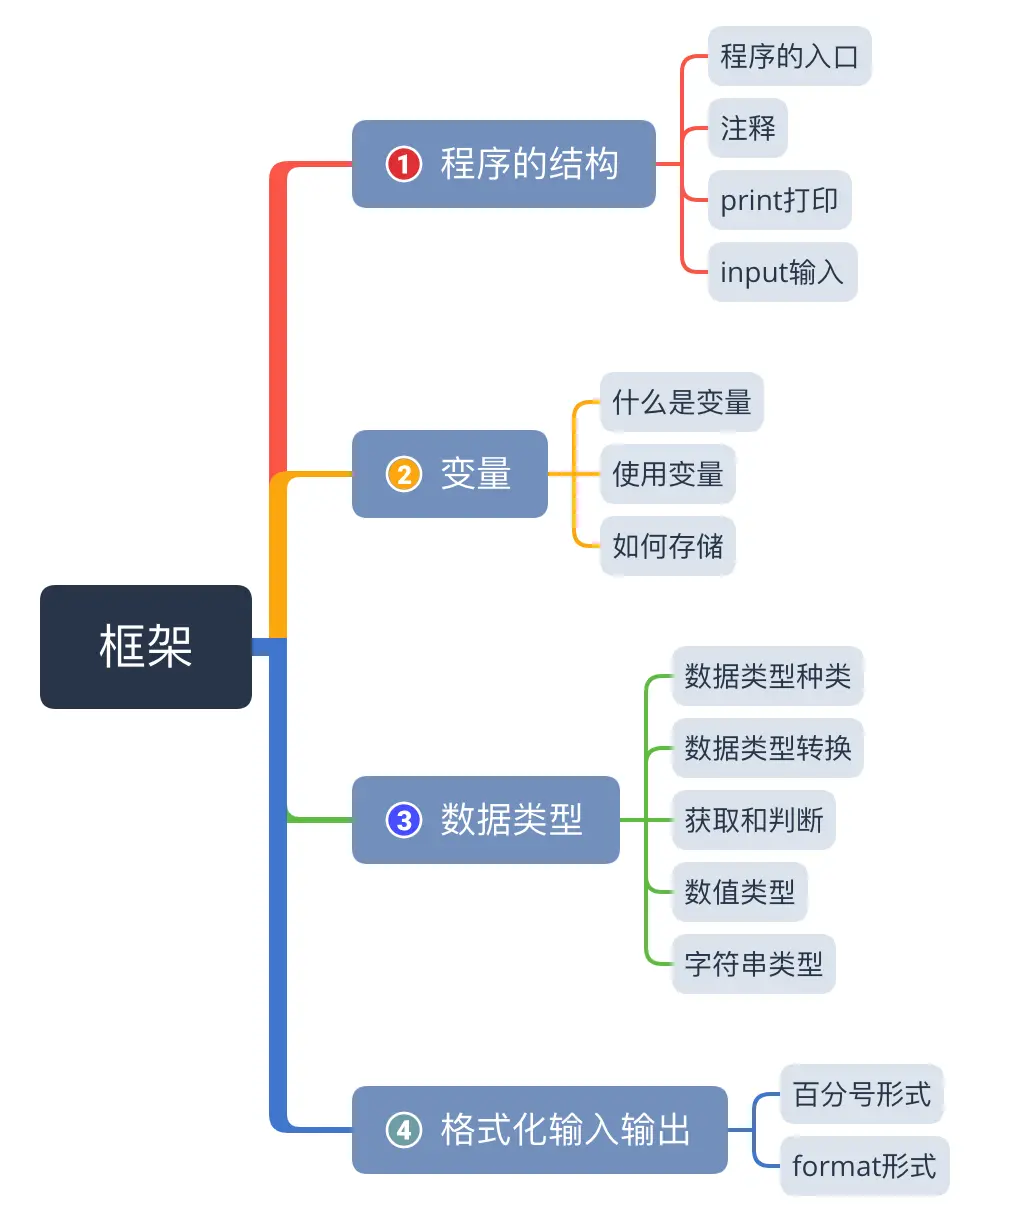 框架
1 程序的结构
程序的入口
注释
print打印
input输入
2 变量
什么是变量
使用变量
如何存储
3 数据类型
数据类型种类
数据类型转换
获取和判断
数值类型
字符串类型
4 格式化输入输出
百分号形式
format形式